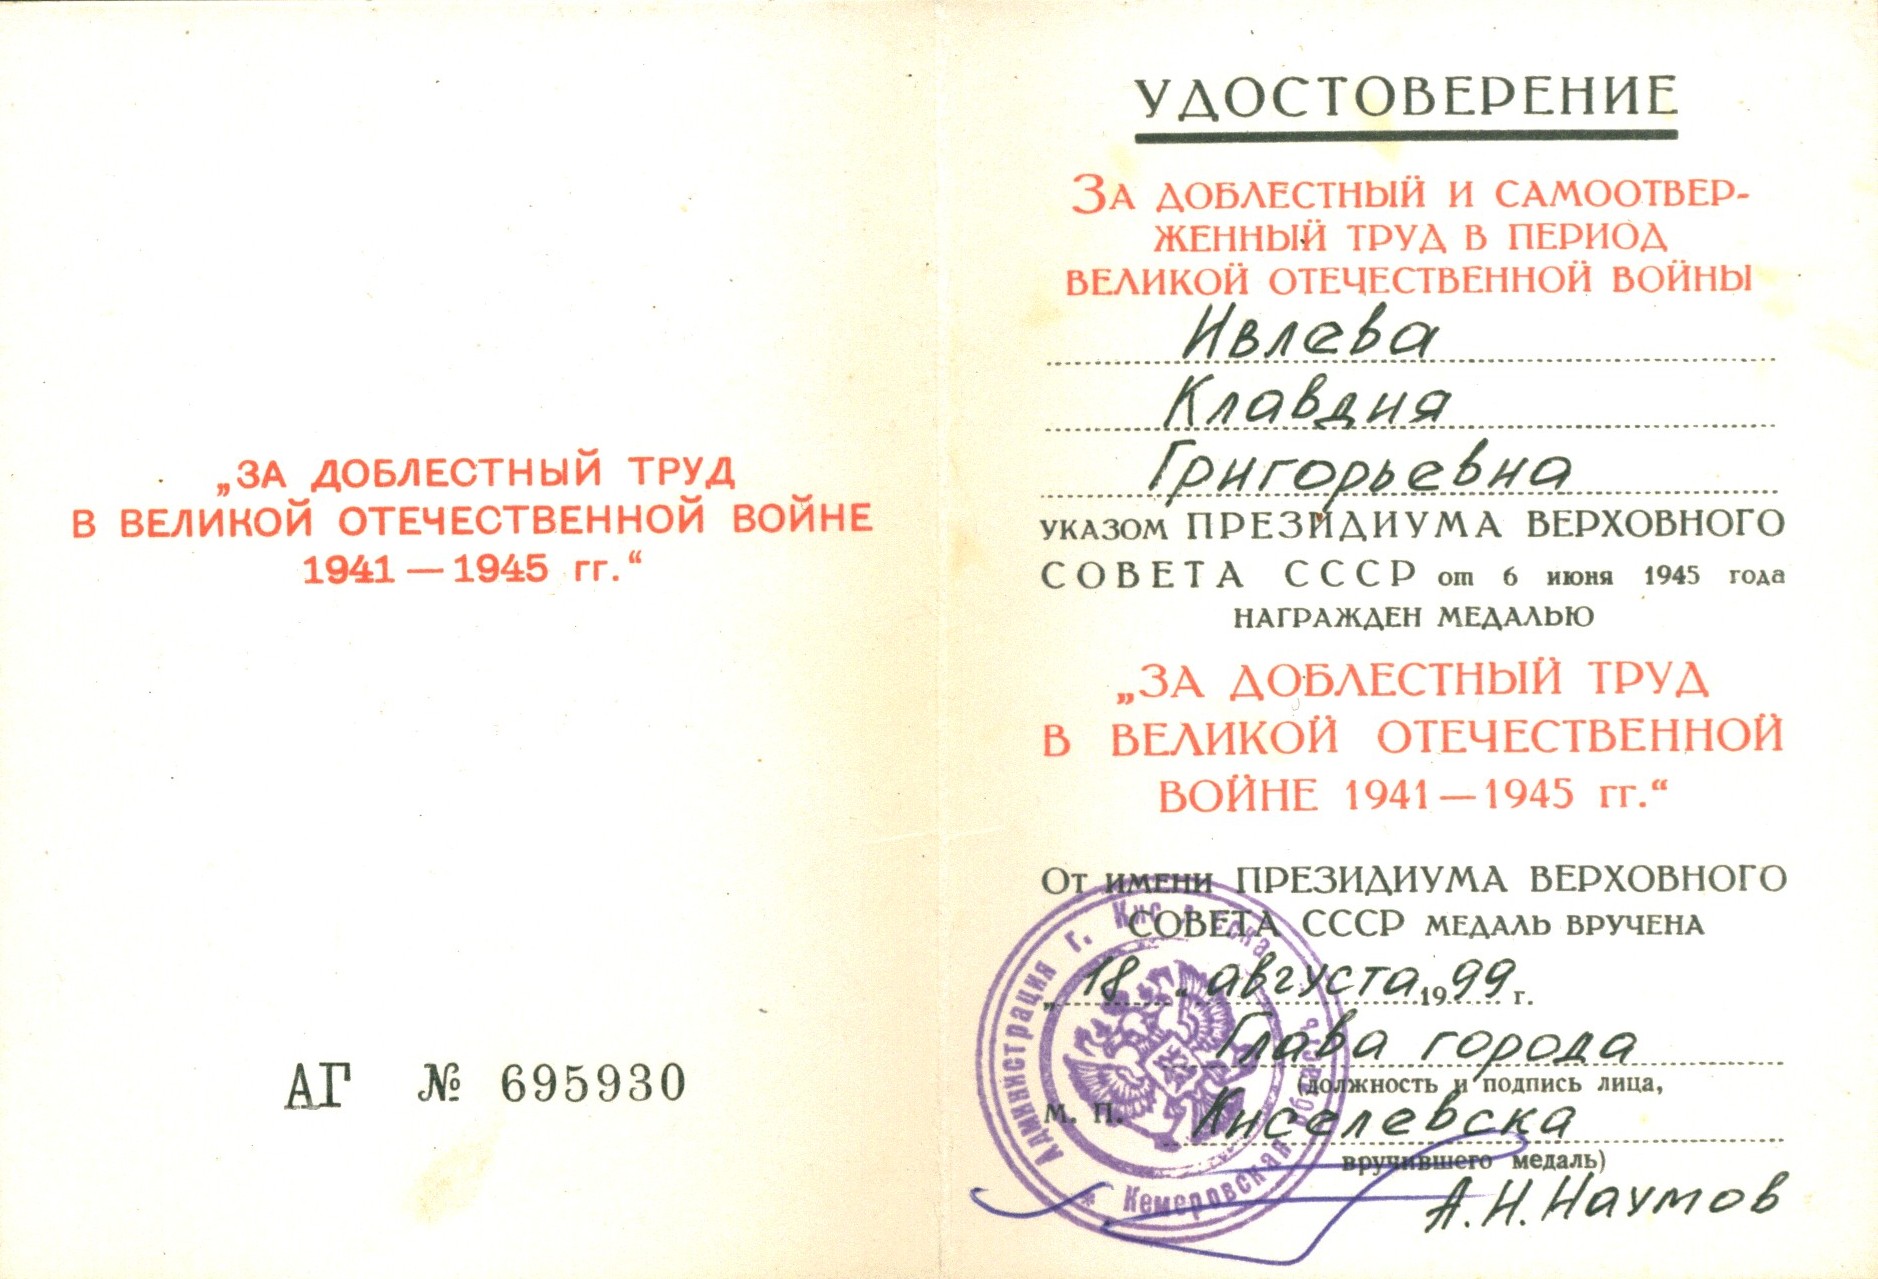 „ЗА ДОБЛЕСТНЫЙ ТРУД
В ВЕЛИКОЙ ОТЕЧЕСТВЕННОЙ ВОЙНЕ
1941—1945 гг.“
АГ № 695930
УДОСТОВЕРЕНИЕ
ЗА ДОБЛЕСТНЫЙ И САМООТВЕР-
ЖЕННЫЙ ТРУД В ПЕРИОД
ВЕЛИКОЙ ОТЕЧЕСТВЕННОЙ ВОЙНЫ
Ивлева
Клавдия
Григорьевна
УКАЗОМ ПРЕЗИДИУМА ВЕРХОВНОГО
СОВЕТА СССР от 6 июня 1945 года
НАГРАЖДЕН МЕДАЛЬЮ
„ЗА ДОБЛЕСТНЫЙ ТРУД
В ВЕЛИКОЙ ОТЕЧЕСТВЕННОЙ
ВОЙНЕ 1941—1945 гг.“
От имени ПРЕЗИДИУМА ВЕРХОВНОГО
СОВЕТА СССР МЕДАЛЬ ВРУЧЕНА
„18 " августа 1999 г.
Глава города
(должность и подпись лица,
М. П. Киселевска
вручившего медаль)
А.Н.Наумов
Администрация г.
Кемеровская область